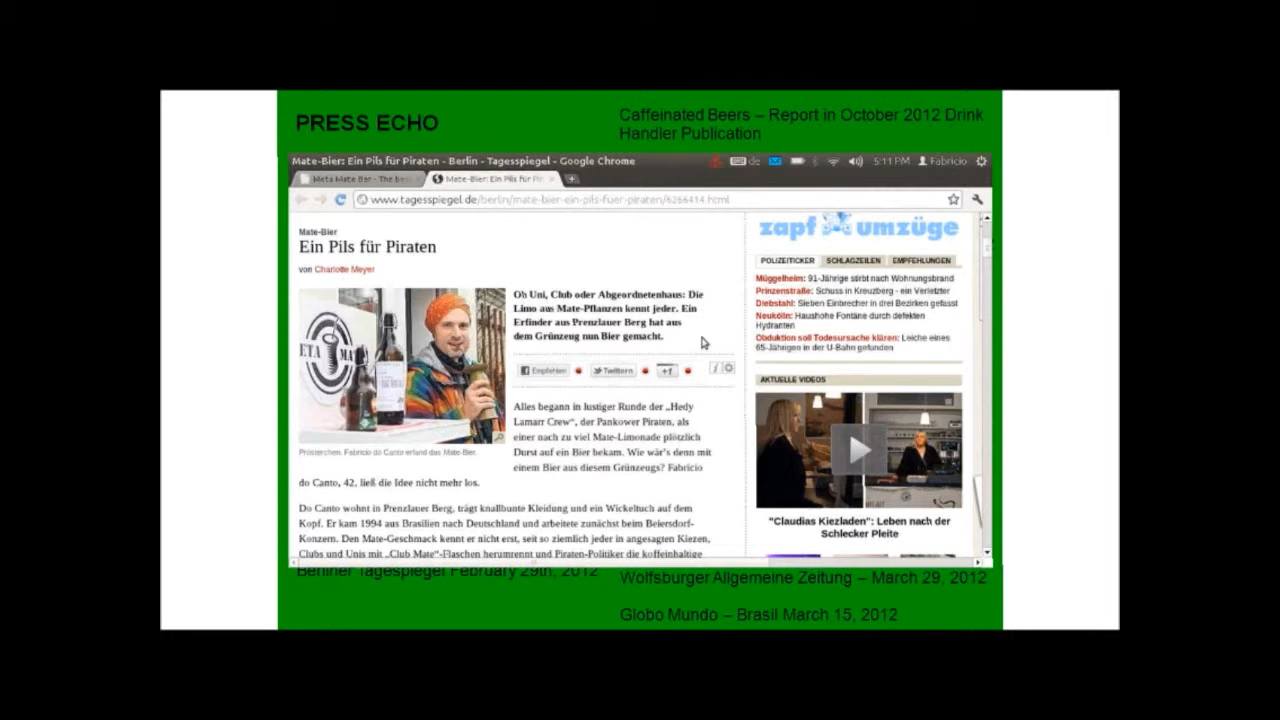 PRESS ECHO
Caffeinated Beers – Report in October 2012 Drink
Handler Publication
Mate-Bier: Ein Pils für Piraten - Berlin - Tagesspiegel - Google Chrome
de
5:11 PM
Fabricio
Meta Mate Bar - The bes
Mate-Bier: Ein Pils für Pir
www.tagesspiegel.de/berlin/mate-bier-ein-pils-fuer-piraten/6266414.html
Mate-Bier
Ein Pils für Piraten
von Charlotte Meyer
Ob Uni, Club oder Abgeordnetenhaus: Die
Limo aus Mate-Pflanzen kennt jeder. Ein
Erfinder aus Prenzlauer Berg hat aus
dem Grünzeug nun Bier gemacht.
Empfehlen
Twittern
+1
Prösterchen. Fabricio do Canto erfand das Mate-Bier.
Alles begann in lustiger Runde der „Hedy
Lamarr Crew“, der Pankower Piraten, als
einer nach zu viel Mate-Limonade plötzlich
Durst auf ein Bier bekam. Wie wär's denn mit
einem Bier aus diesem Grünzeugs? Fabricio
do Canto, 42, ließ die Idee nicht mehr los.
Do Canto wohnt in Prenzlauer Berg, trägt knallbunte Kleidung und ein Wickeltuch auf dem
Kopf. Er kam 1994 aus Brasilien nach Deutschland und arbeitete zunächst beim Beiersdorf-
Konzern. Den Mate-Geschmack kennt er nicht erst, seit so ziemlich jeder in angesagten Kiezen,
Clubs und Unis mit „Club Mate“-Flaschen herumrennt und Piraten-Politiker die koffeinhaltige
zapf umzüge
POLIZEITICKER SCHLAGZEILEN EMPFEHLUNGEN
Müggelheim: 91-Jährige stirbt nach Wohnungsbrand
Prinzenstraße: Schuss in Kreuzberg - ein Verletzter
Diebstahl: Sieben Einbrecher in drei Bezirken gefasst
Neukölln: Haushohe Fontäne durch defekten
Hydranten
Obduktion soll Todesursache klären: Leiche eines
65-Jährigen in der U-Bahn gefunden
AKTUELLE VIDEOS
"Claudias Kiezladen": Leben nach der
Schlecker Pleite
Berliner Tagespiegel February 29th, 2012
Wolfsburger Allgemeine Zeitung – March 29, 2012
Globo Mundo – Brasil March 15, 2012